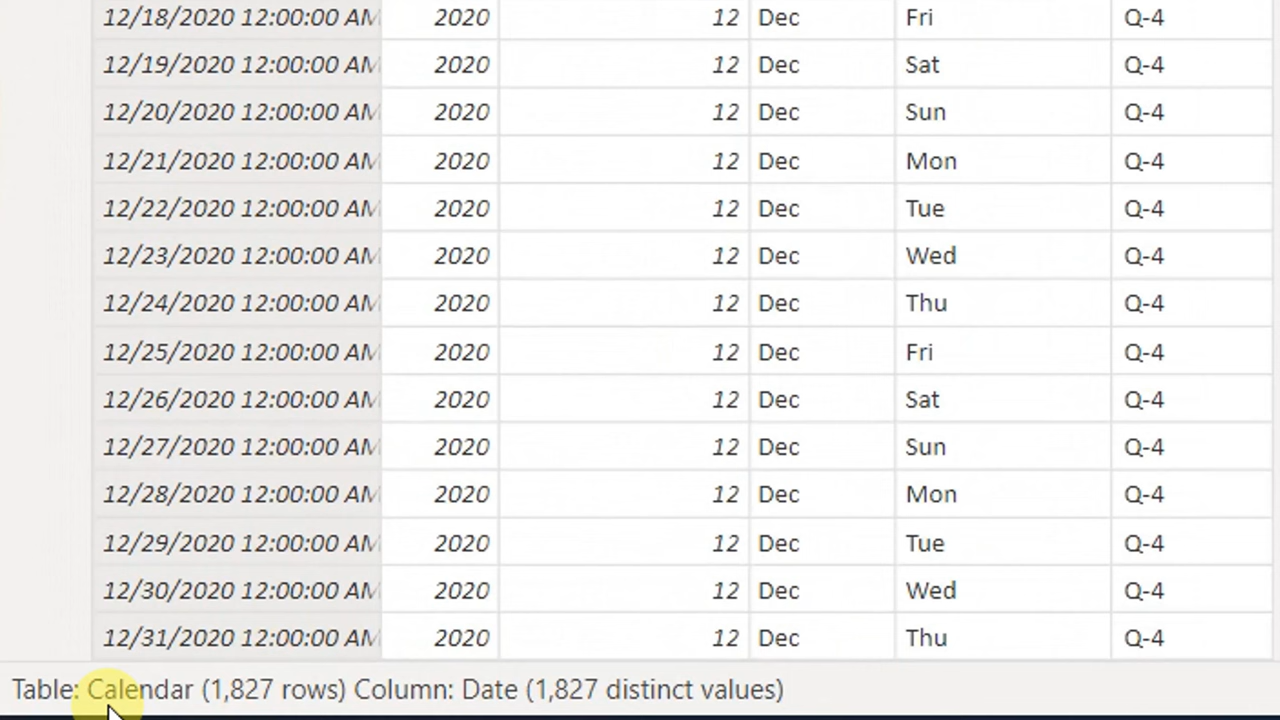 12/18/2020 12:00:00 AM 2020 12 Dec Fri Q-4
12/19/2020 12:00:00 AM 2020 12 Dec Sat Q-4
12/20/2020 12:00:00 AM 2020 12 Dec Sun Q-4
12/21/2020 12:00:00 AM 2020 12 Dec Mon Q-4
12/22/2020 12:00:00 AM 2020 12 Dec Tue Q-4
12/23/2020 12:00:00 AM 2020 12 Dec Wed Q-4
12/24/2020 12:00:00 AM 2020 12 Dec Thu Q-4
12/25/2020 12:00:00 AM 2020 12 Dec Fri Q-4
12/26/2020 12:00:00 AM 2020 12 Dec Sat Q-4
12/27/2020 12:00:00 AM 2020 12 Dec Sun Q-4
12/28/2020 12:00:00 AM 2020 12 Dec Mon Q-4
12/29/2020 12:00:00 AM 2020 12 Dec Tue Q-4
12/30/2020 12:00:00 AM 2020 12 Dec Wed Q-4
12/31/2020 12:00:00 AM 2020 12 Dec Thu Q-4
Table: Calendar (1,827 rows) Column: Date (1,827 distinct values)